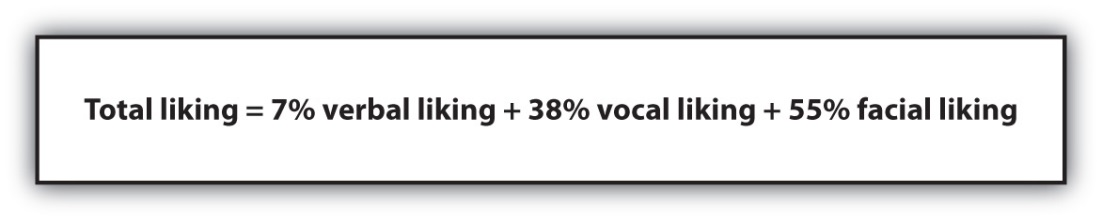 Total liking = 7% verbal liking + 38% vocal liking + 55% facial liking